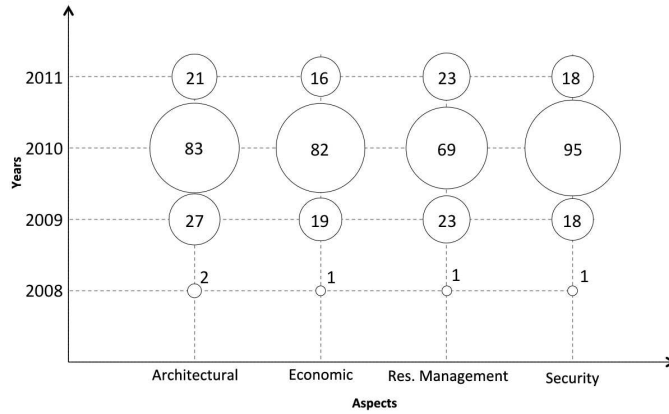 2011 21 16 23 18
2010 83 82 69 95
2009 27 19 23 18
2008 2 1 1 1
Years
Architectural Economic Res. Management Security
Aspects